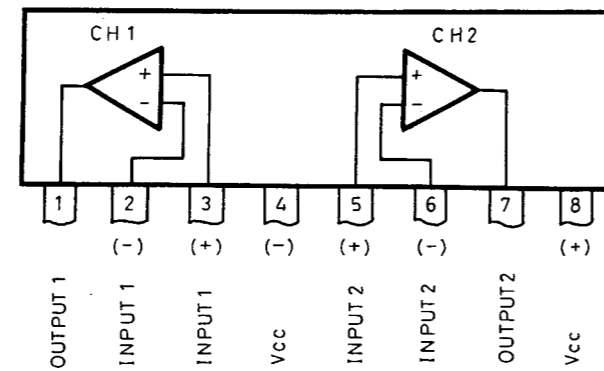 CH1 CH2
+ +
− −
1 2 3 4 5 6 7 8
(−) (+) (−) (+) (−) (+)
OUTPUT 1
INPUT 1
INPUT 1
Vcc
INPUT 2
INPUT 2
OUTPUT 2
Vcc